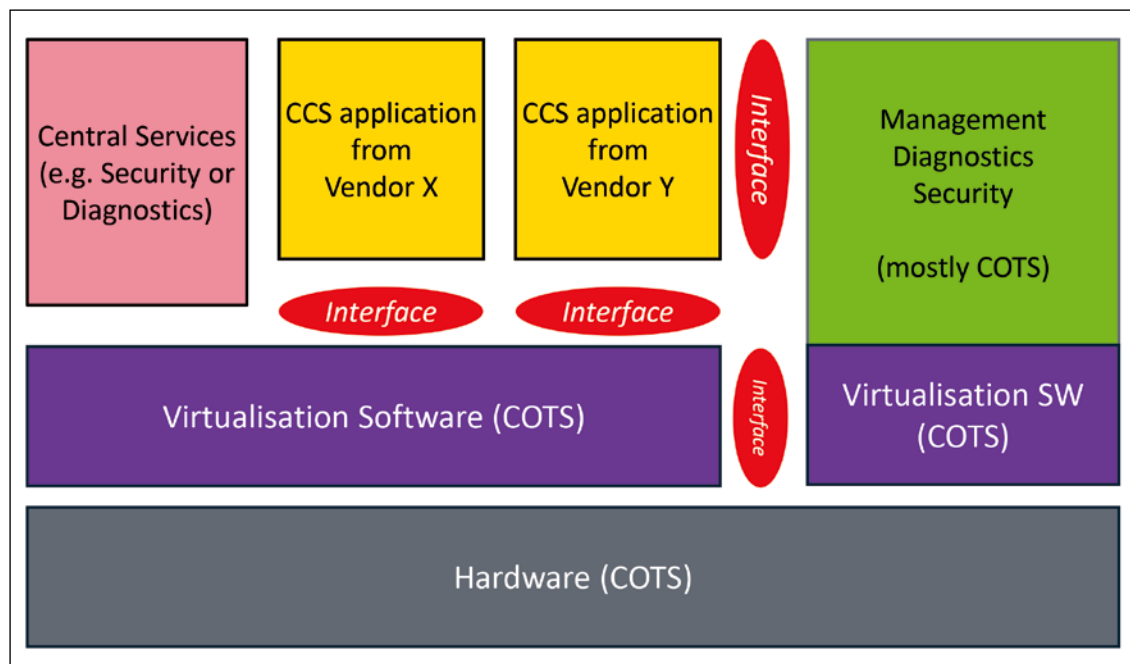 Central Services
(e.g. Security or
Diagnostics)
CCS application
from
Vendor X
CCS application
from
Vendor Y
Interface
Management
Diagnostics
Security
(mostly COTS)
Interface
Interface
Virtualisation Software (COTS)
Interface
Virtualisation SW
(COTS)
Hardware (COTS)